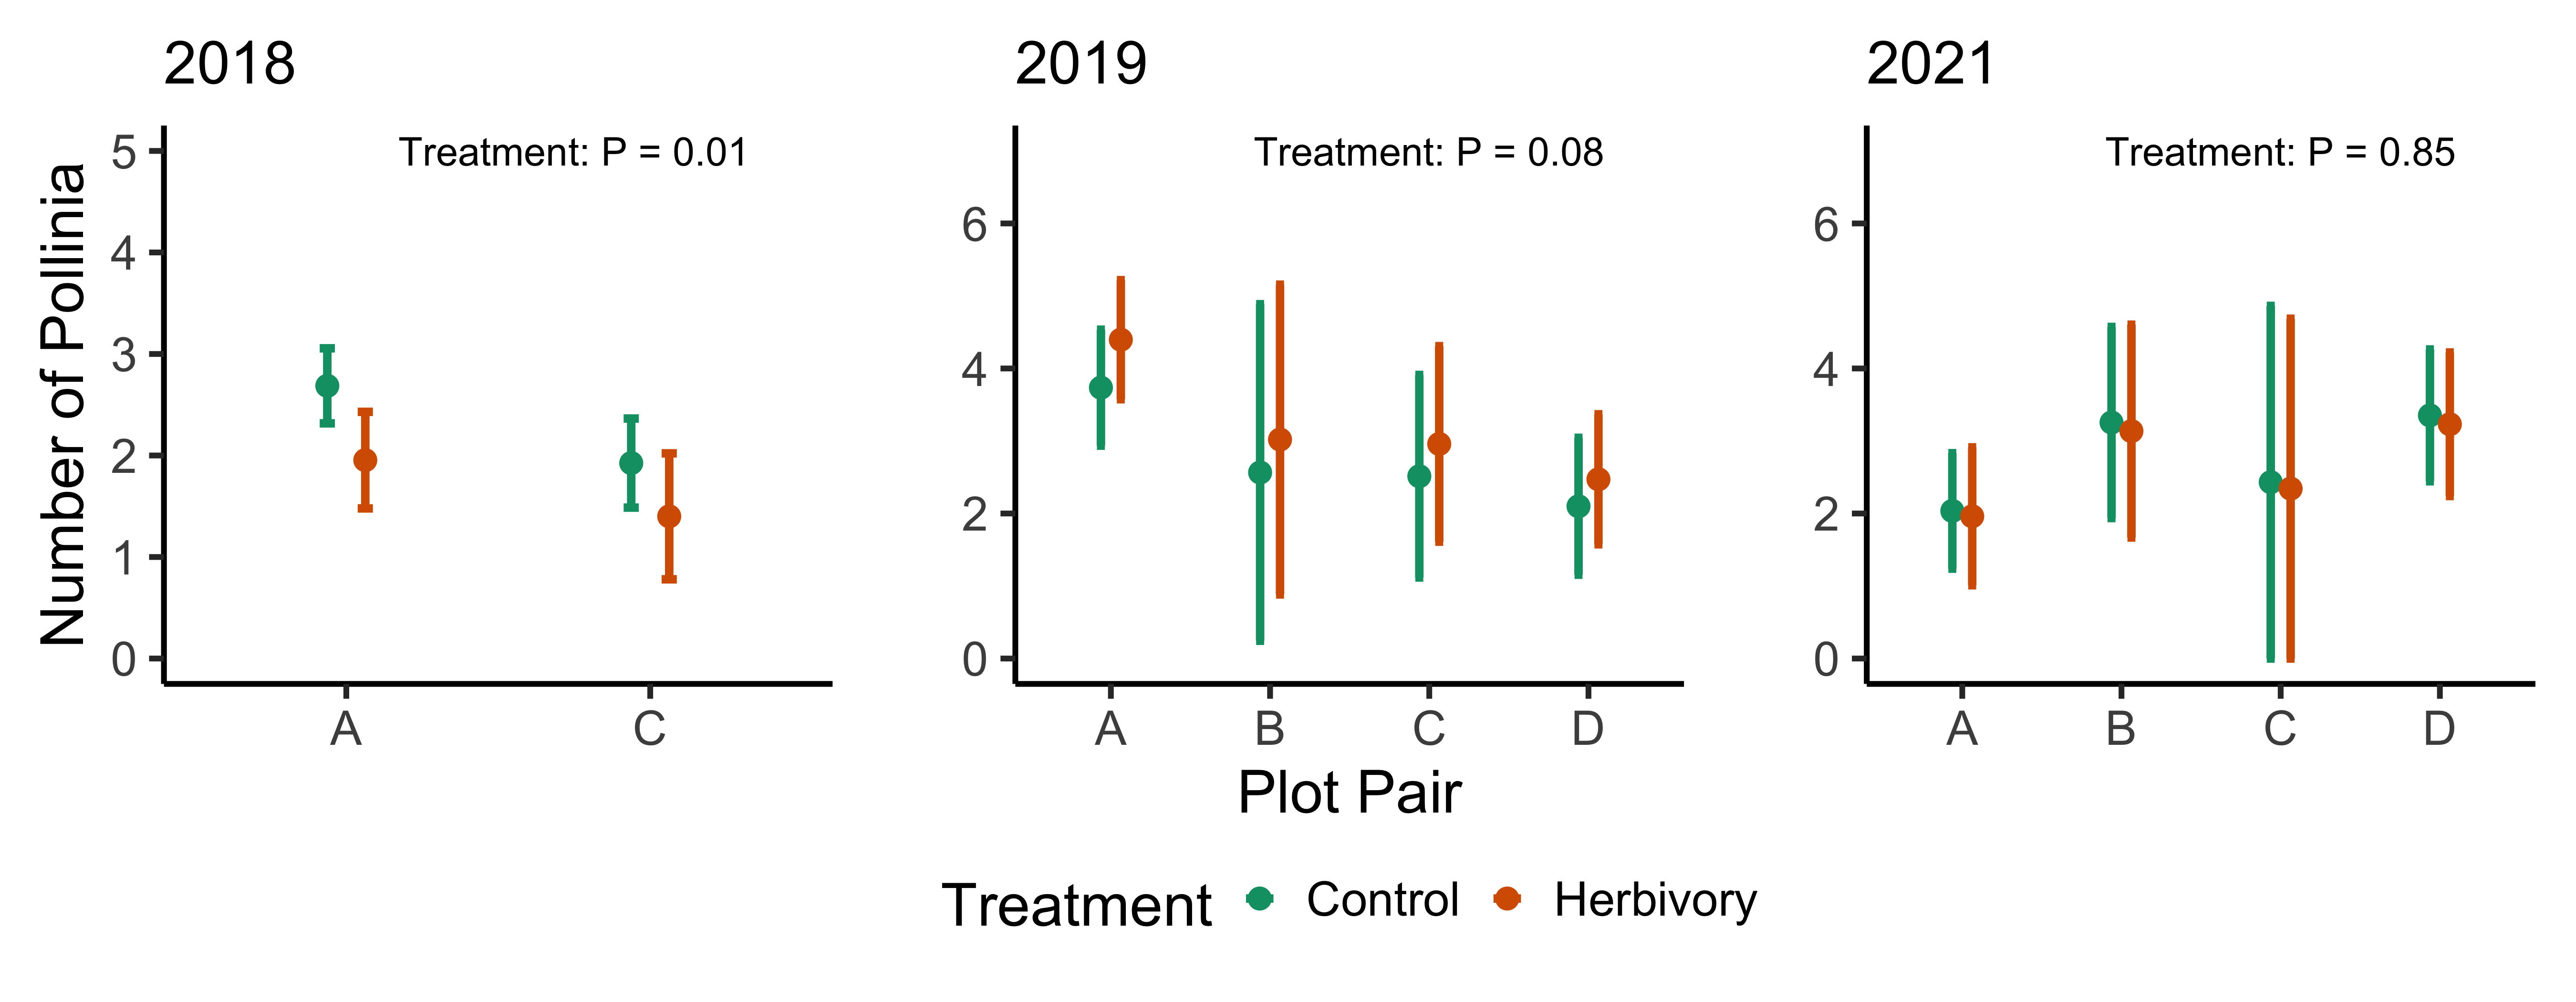 2018
Treatment: P = 0.01
Number of Pollinia
5
4
3
2
1
0
A C
2019
Treatment: P = 0.08
6
4
2
0
A B C D
2021
Treatment: P = 0.85
6
4
2
0
A B C D
Plot Pair
Treatment Control Herbivory